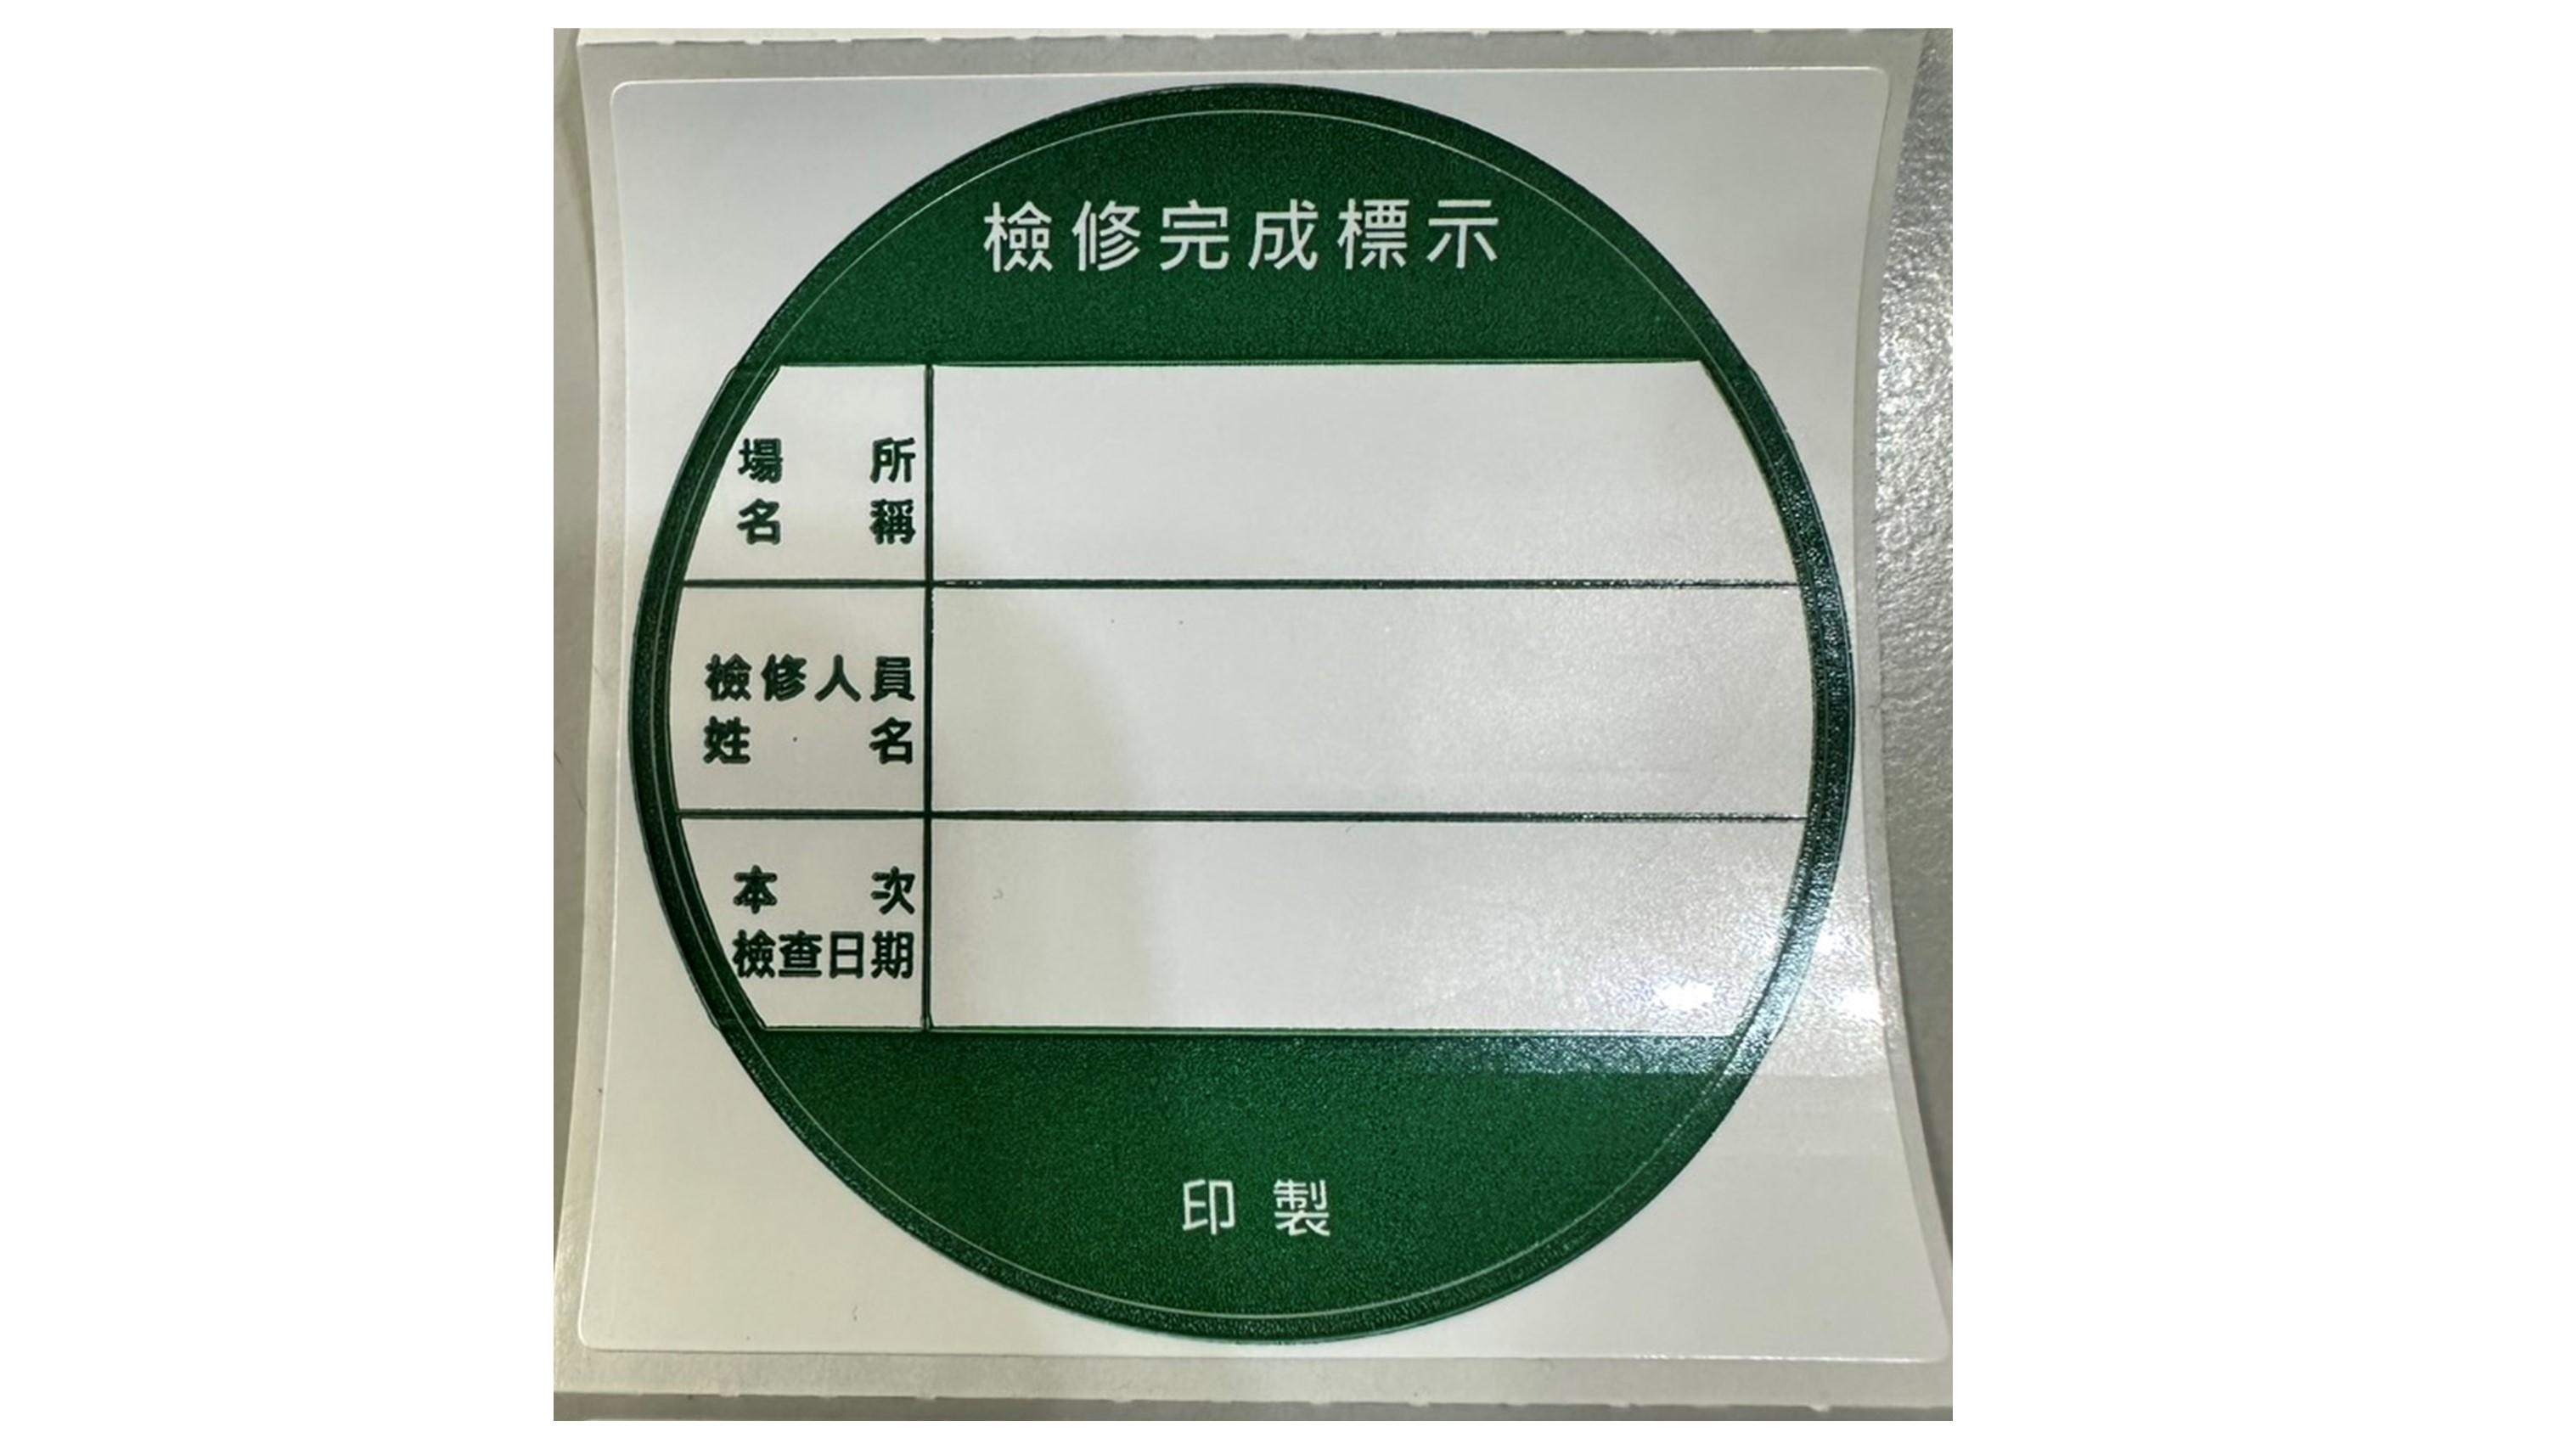 檢修完成標示
場所
名稱
檢修人員
姓名
本次
檢查日期
印製